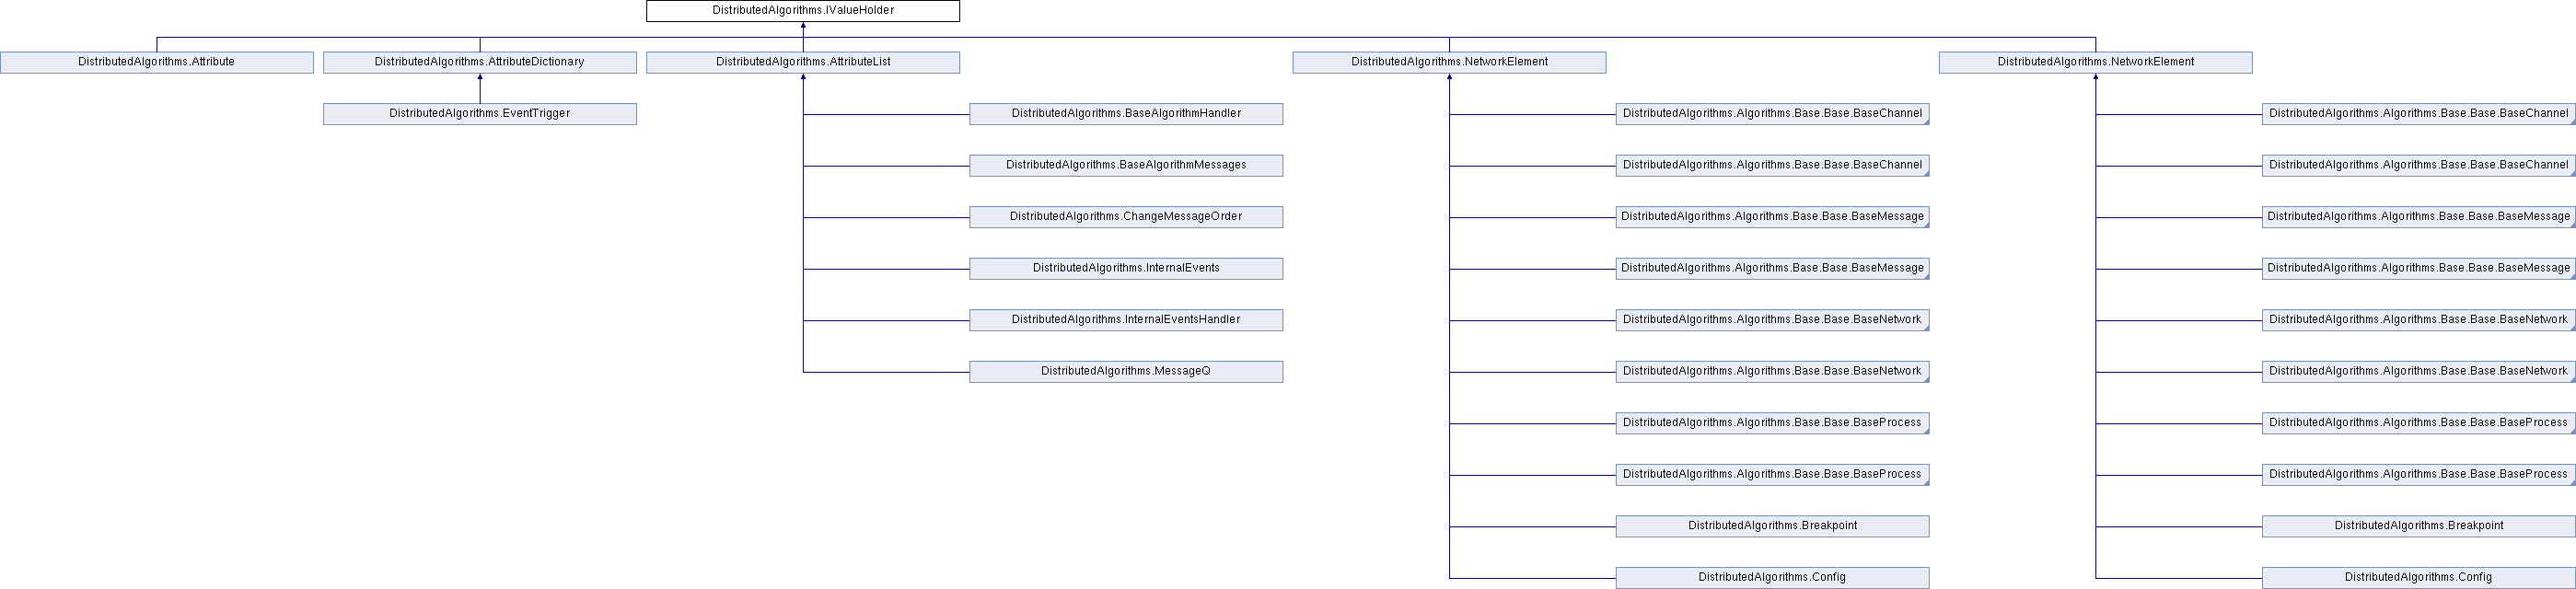 DistributedAlgorithms.IValueHolder
DistributedAlgorithms.Attribute
DistributedAlgorithms.AttributeDictionary
DistributedAlgorithms.AttributeList
DistributedAlgorithms.NetworkElement
DistributedAlgorithms.NetworkElement
DistributedAlgorithms.EventTrigger
DistributedAlgorithms.BaseAlgorithmHandler
DistributedAlgorithms.Algorithms.Base.Base.BaseChannel
DistributedAlgorithms.Algorithms.Base.Base.BaseChannel
DistributedAlgorithms.BaseAlgorithmMessages
DistributedAlgorithms.Algorithms.Base.Base.BaseChannel
DistributedAlgorithms.Algorithms.Base.Base.BaseChannel
DistributedAlgorithms.ChangeMessageOrder
DistributedAlgorithms.Algorithms.Base.Base.BaseMessage
DistributedAlgorithms.Algorithms.Base.Base.BaseMessage
DistributedAlgorithms.InternalEvents
DistributedAlgorithms.Algorithms.Base.Base.BaseMessage
DistributedAlgorithms.Algorithms.Base.Base.BaseMessage
DistributedAlgorithms.InternalEventsHandler
DistributedAlgorithms.Algorithms.Base.Base.BaseNetwork
DistributedAlgorithms.Algorithms.Base.Base.BaseNetwork
DistributedAlgorithms.MessageQ
DistributedAlgorithms.Algorithms.Base.Base.BaseNetwork
DistributedAlgorithms.Algorithms.Base.Base.BaseNetwork
DistributedAlgorithms.Algorithms.Base.Base.BaseProcess
DistributedAlgorithms.Algorithms.Base.Base.BaseProcess
DistributedAlgorithms.Algorithms.Base.Base.BaseProcess
DistributedAlgorithms.Algorithms.Base.Base.BaseProcess
DistributedAlgorithms.Breakpoint
DistributedAlgorithms.Breakpoint
DistributedAlgorithms.Config
DistributedAlgorithms.Config